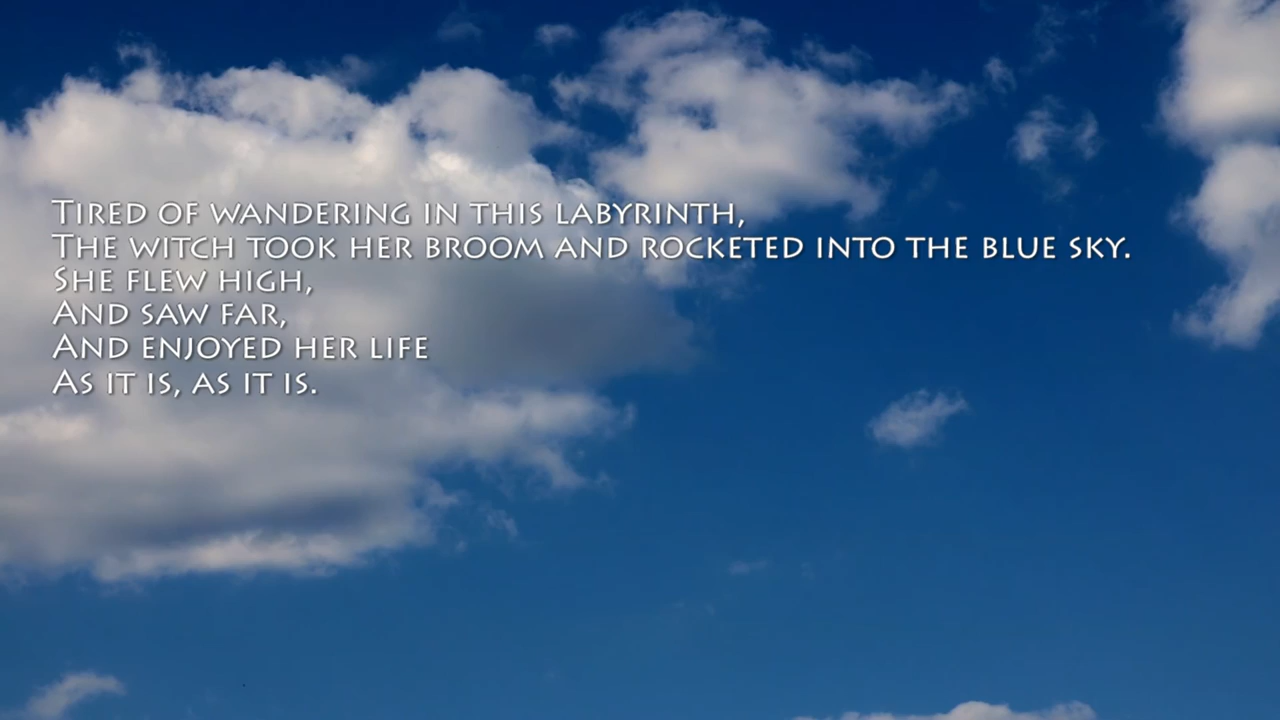 Tired of wandering in this labyrinth,
The witch took her broom and rocketed into the blue sky.
She flew high,
And saw far,
And enjoyed her life
As it is, as it is.